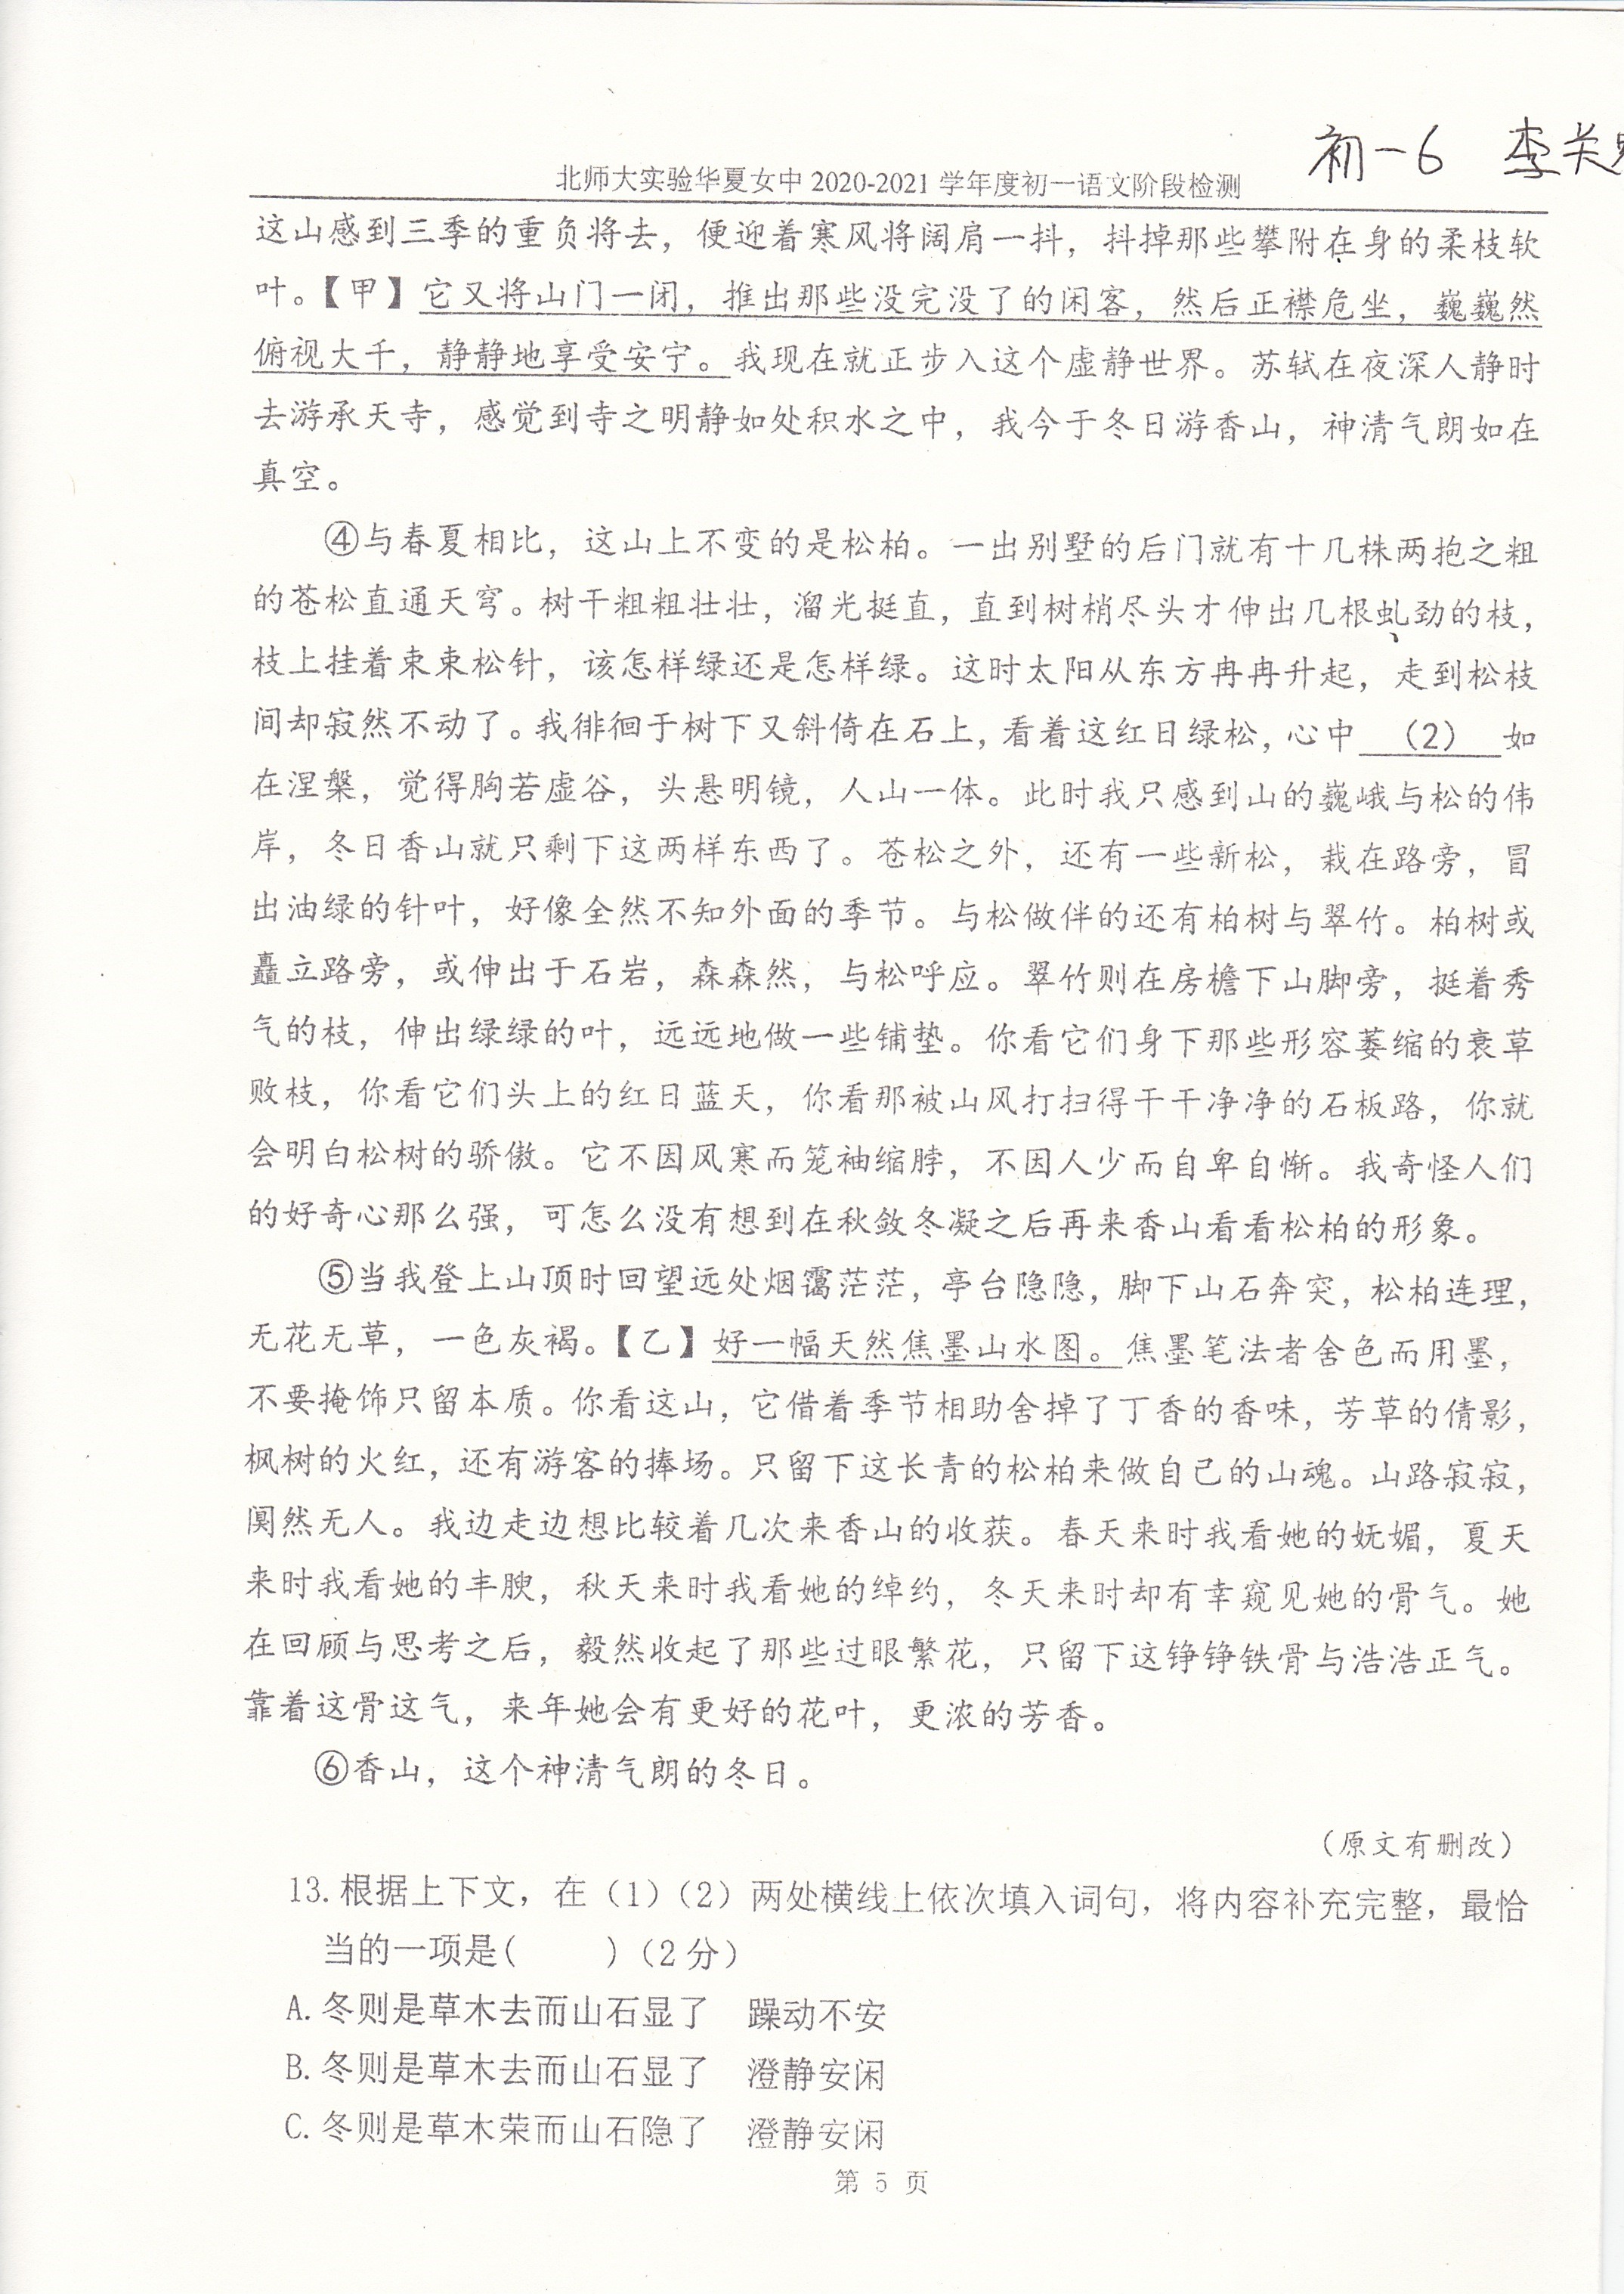 初一6 李关
北师大实验华夏女中 2020-2021 学年度初一语文阶段检测
这山感到三季的重负将去，便迎着寒风将阔肩一抖，抖掉那些攀附在身的柔枝软
叶。【甲】它又将山门一闭，推出那些没完没了的闲客，然后正襟危坐，巍巍然
俯视大千，静静地享受安宁。我现在就正步入这个虚静世界。苏轼在夜深人静时
去游承天寺，感觉到寺之明静如处积水之中，我今于冬日游香山，神清气朗如在
真空。
④与春夏相比，这山上不变的是松柏。一出别墅的后门就有十几株两抱之粗
的苍松直通天穹。树干粗粗壮壮，溜光挺直，直到树梢尽头才伸出几根虬劲的枝，
枝上挂着束束松针，该怎样绿还是怎样绿。这时太阳从东方冉冉升起，走到松枝
间却寂然不动了。我徘徊于树下又斜倚在石上，看着这红日绿松，心中 （2） 如
在涅槃，觉得胸若虚谷，头悬明镜，人山一体。此时我只感到山的巍峨与松的伟
岸，冬日香山就只剩下这两样东西了。苍松之外，还有一些新松，栽在路旁，冒
出油绿的针叶，好像全然不知外面的季节。与松做伴的还有柏树与翠竹。柏树或
矗立路旁，或伸出于石岩，森森然，与松呼应。翠竹则在房檐下山脚旁，挺着秀
气的枝，伸出绿绿的叶，远远地做一些铺垫。你看它们身下那些形容萎缩的衰草
败枝，你看它们头上的红日蓝天，你看那被山风打扫得干干净净的石板路，你就
会明白松树的骄傲。它不因风寒而笼袖缩脖，不因人少而自卑自惭。我奇怪人们
的好奇心那么强，可怎么没有想到在秋敛冬凝之后再来香山看看松柏的形象。
⑤当我登上山顶时回望远处烟霭茫茫，亭台隐隐，脚下山石奔突，松柏连理，
无花无草，一色灰褐。【乙】好一幅天然焦墨山水图。焦墨笔法者舍色而用墨，
不要掩饰只留本质。你看这山，它借着季节相助舍掉了丁香的香味，芳草的倩影，
枫树的火红，还有游客的捧场。只留下这长青的松柏来做自己的山魂。山路寂寂，
阒然无人。我边走边想比较着几次来香山的收获。春天来时我看她的妩媚，夏天
来时我看她的丰腴，秋天来时我看她的绰约，冬天来时却有幸窥见她的骨气。她
在回顾与思考之后，毅然收起了那些过眼繁花，只留下这铮铮铁骨与浩浩正气。
靠着这骨这气，来年她会有更好的花叶，更浓的芳香。
⑥香山，这个神清气朗的冬日。
（原文有删改）
13.根据上下文，在（1）（2）两处横线上依次填入词句，将内容补充完整，最恰
当的一项是(    )（2分）
A.冬则是草木去而山石显了 躁动不安
B.冬则是草木去而山石显了 澄静安闲
C.冬则是草木荣而山石隐了 澄静安闲
第 5 页